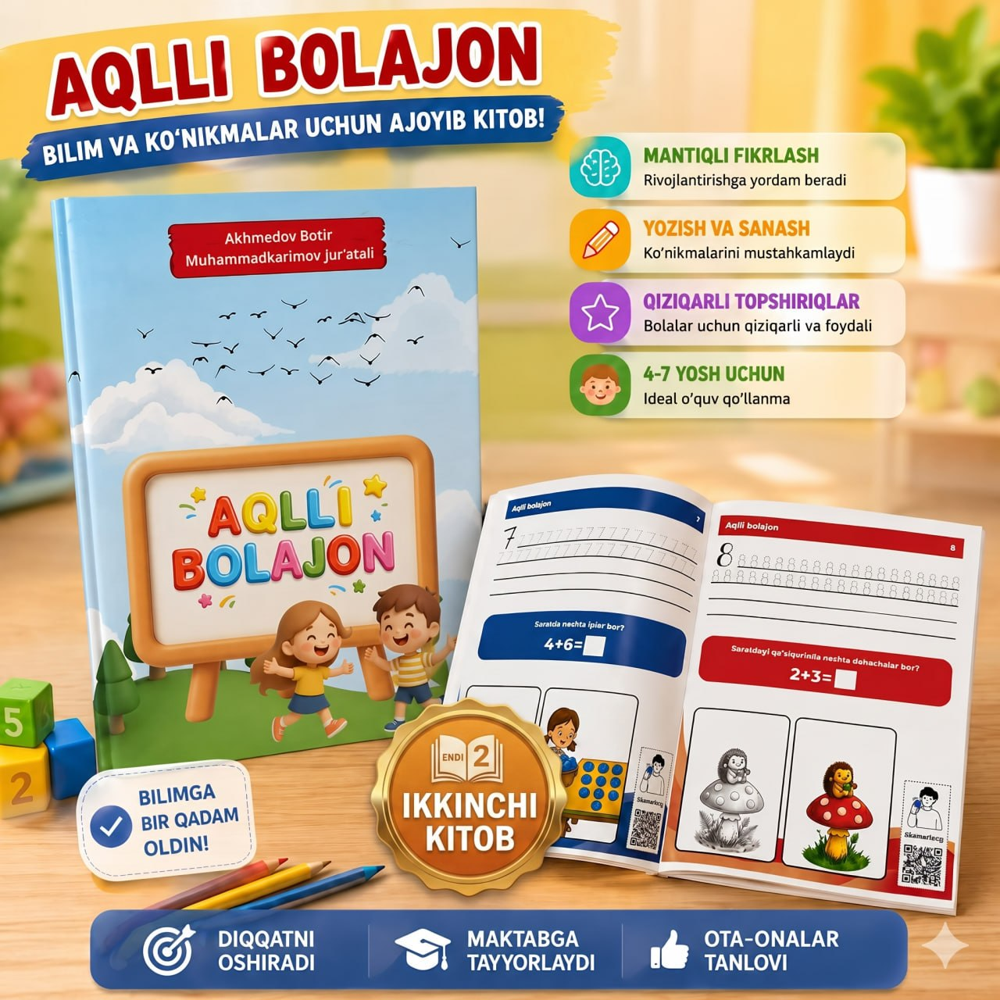 AQLLI BOLAJON
BILIM VA KO‘NIKMALAR UCHUN AJOYIB KITOB!
MANTIQLI FIKRLASH
Rivojlantirishga yordam beradi
YOZISH VA SANASH
Ko‘nikmalarini mustahkamlaydi
QIZIQARLI TOPSHIRIQLAR
Bolalar uchun qiziqarli va foydali
4-7 YOSH UCHUN
Ideal o‘quv qo‘llanma
Akhmedov Botir
Muhammadkarimov jur'atali
AQLLI
BOLAJON
Aqlli bolajon
7
7
Saratda nechta ipier bor?
4+6=
Skamarlecg
Aqlli bolajon
8
8
Saratdayi qa'siqurinila neshta dohachalar bor?
2+3=
Skamarlecg
5
2
BILIMGA
BIR QADAM
OLDIN!
ENDI 2
IKKINCHI
KITOB
DIQQATNI
OSHIRADI
MAKTABGA
TAYYORLAYDI
OTA-ONALAR
TANLOVI